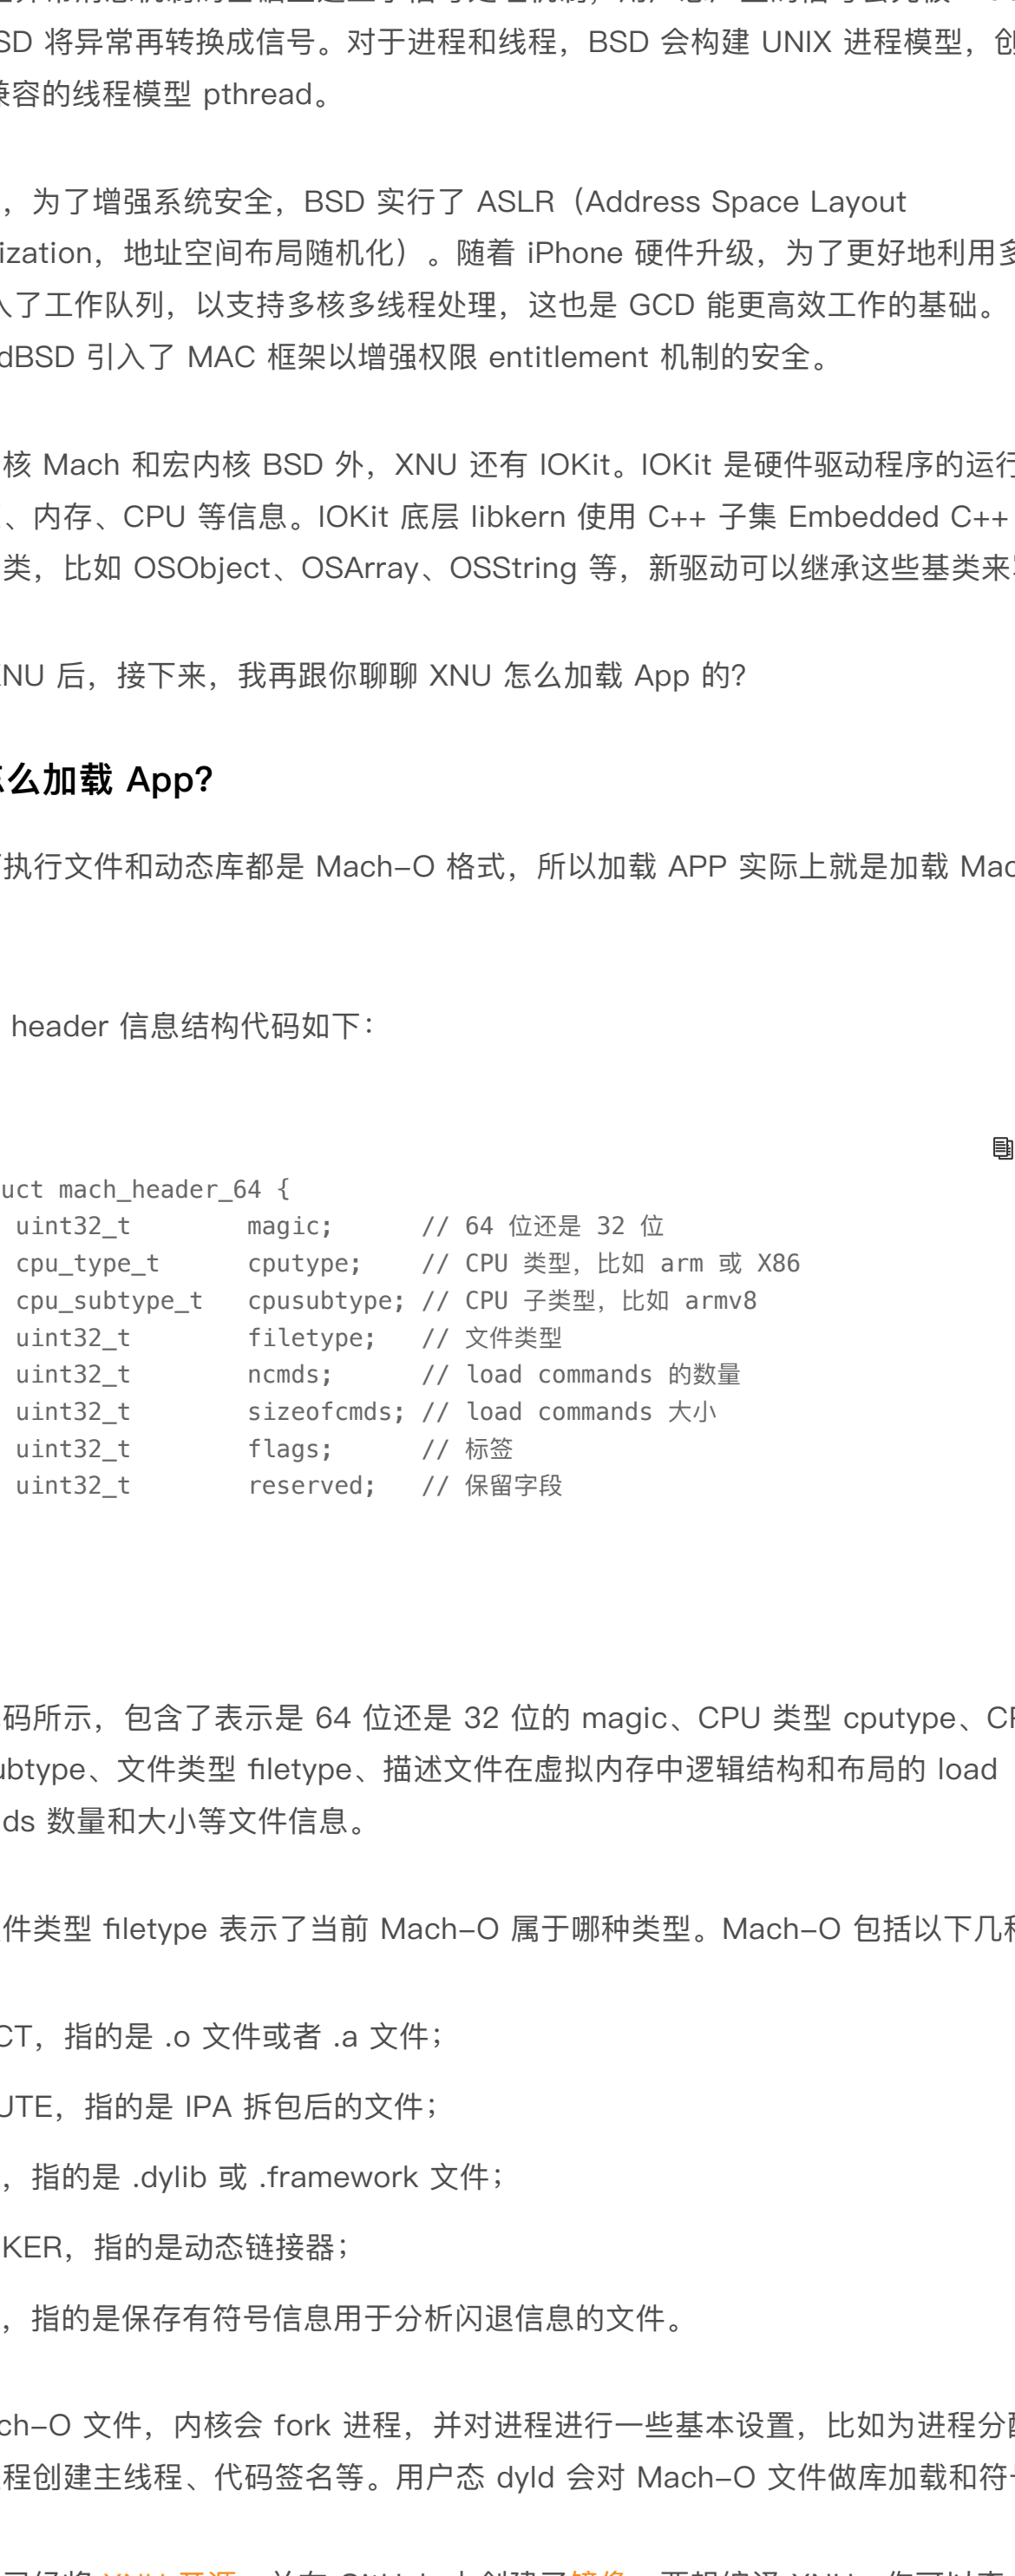 SD 将异常再转换成信号。对于进程和线程，BSD 会构建 UNIX 进程模型，创
兼容的线程模型 pthread。
，为了增强系统安全，BSD 实行了 ASLR（Address Space Layout
ization，地址空间布局随机化）。随着 iPhone 硬件升级，为了更好地利用多
入了工作队列，以支持多核多线程处理，这也是 GCD 能更高效工作的基础。
dBSD 引入了 MAC 框架以增强权限 entitlement 机制的安全。
核 Mach 和宏内核 BSD 外，XNU 还有 IOKit。IOKit 是硬件驱动程序的运行
、内存、CPU 等信息。IOKit 底层 libkern 使用 C++ 子集 Embedded C++
类，比如 OSObject、OSArray、OSString 等，新驱动可以继承这些基类来写
NU 后，接下来，我再跟你聊聊 XNU 怎么加载 App 的？
怎么加载 App？
执行文件和动态库都是 Mach-O 格式，所以加载 APP 实际上就是加载 Mac
header 信息结构代码如下：
uct mach_header_64 {
uint32_t magic; // 64 位还是 32 位
cpu_type_t cputype; // CPU 类型，比如 arm 或 X86
cpu_subtype_t cpusubtype; // CPU 子类型，比如 armv8
uint32_t filetype; // 文件类型
uint32_t ncmds; // load commands 的数量
uint32_t sizeofcmds; // load commands 大小
uint32_t flags; // 标签
uint32_t reserved; // 保留字段
码所示，包含了表示是 64 位还是 32 位的 magic、CPU 类型 cputype、CP
ubtype、文件类型 filetype、描述文件在虚拟内存中逻辑结构和布局的 load
ds 数量和大小等文件信息。
件类型 filetype 表示了当前 Mach-O 属于哪种类型。Mach-O 包括以下几种
CT，指的是 .o 文件或者 .a 文件；
UTE，指的是 IPA 拆包后的文件；
，指的是 .dylib 或 .framework 文件；
KER，指的是动态链接器；
，指的是保存有符号信息用于分析闪退信息的文件。
ch-O 文件，内核会 fork 进程，并对进程进行一些基本设置，比如为进程分配
程创建主线程、代码签名等。用户态 dyld 会对 Mach-O 文件做库加载和符号